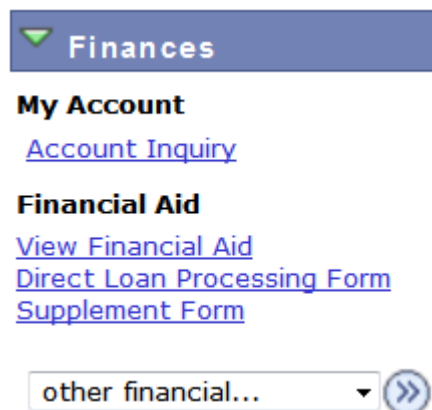 Finances
My Account
Account Inquiry
Financial Aid
View Financial Aid
Direct Loan Processing Form
Supplement Form
other financial...